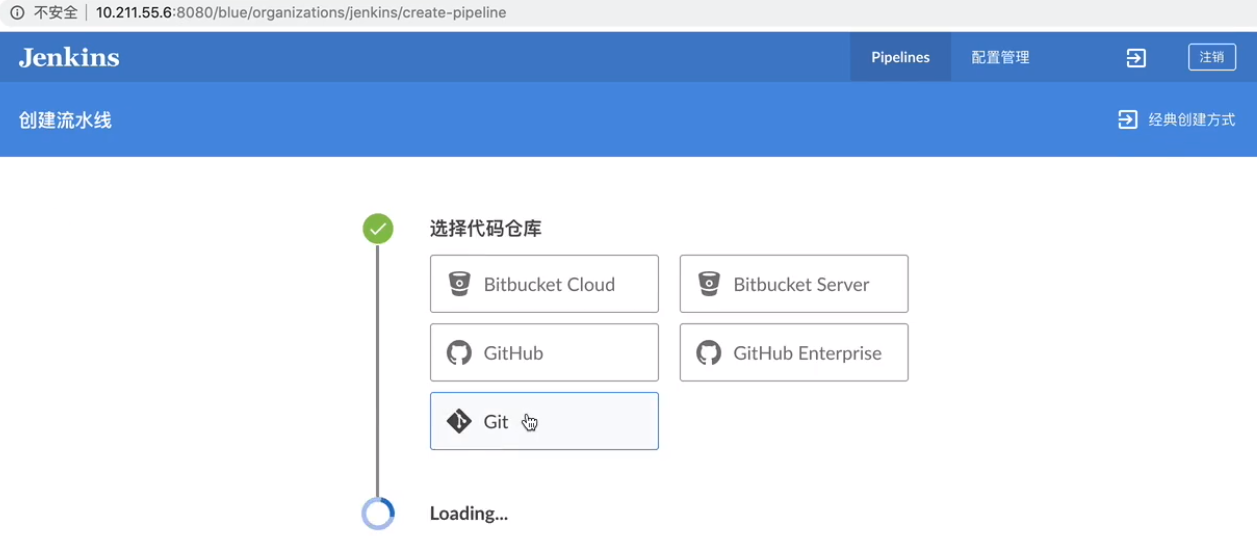 不安全 | 10.211.55.6:8080/blue/organizations/jenkins/create-pipeline
Jenkins Pipelines 配置管理 注销
创建流水线 经典创建方式
选择代码仓库
Bitbucket Cloud Bitbucket Server
GitHub GitHub Enterprise
Git
Loading...